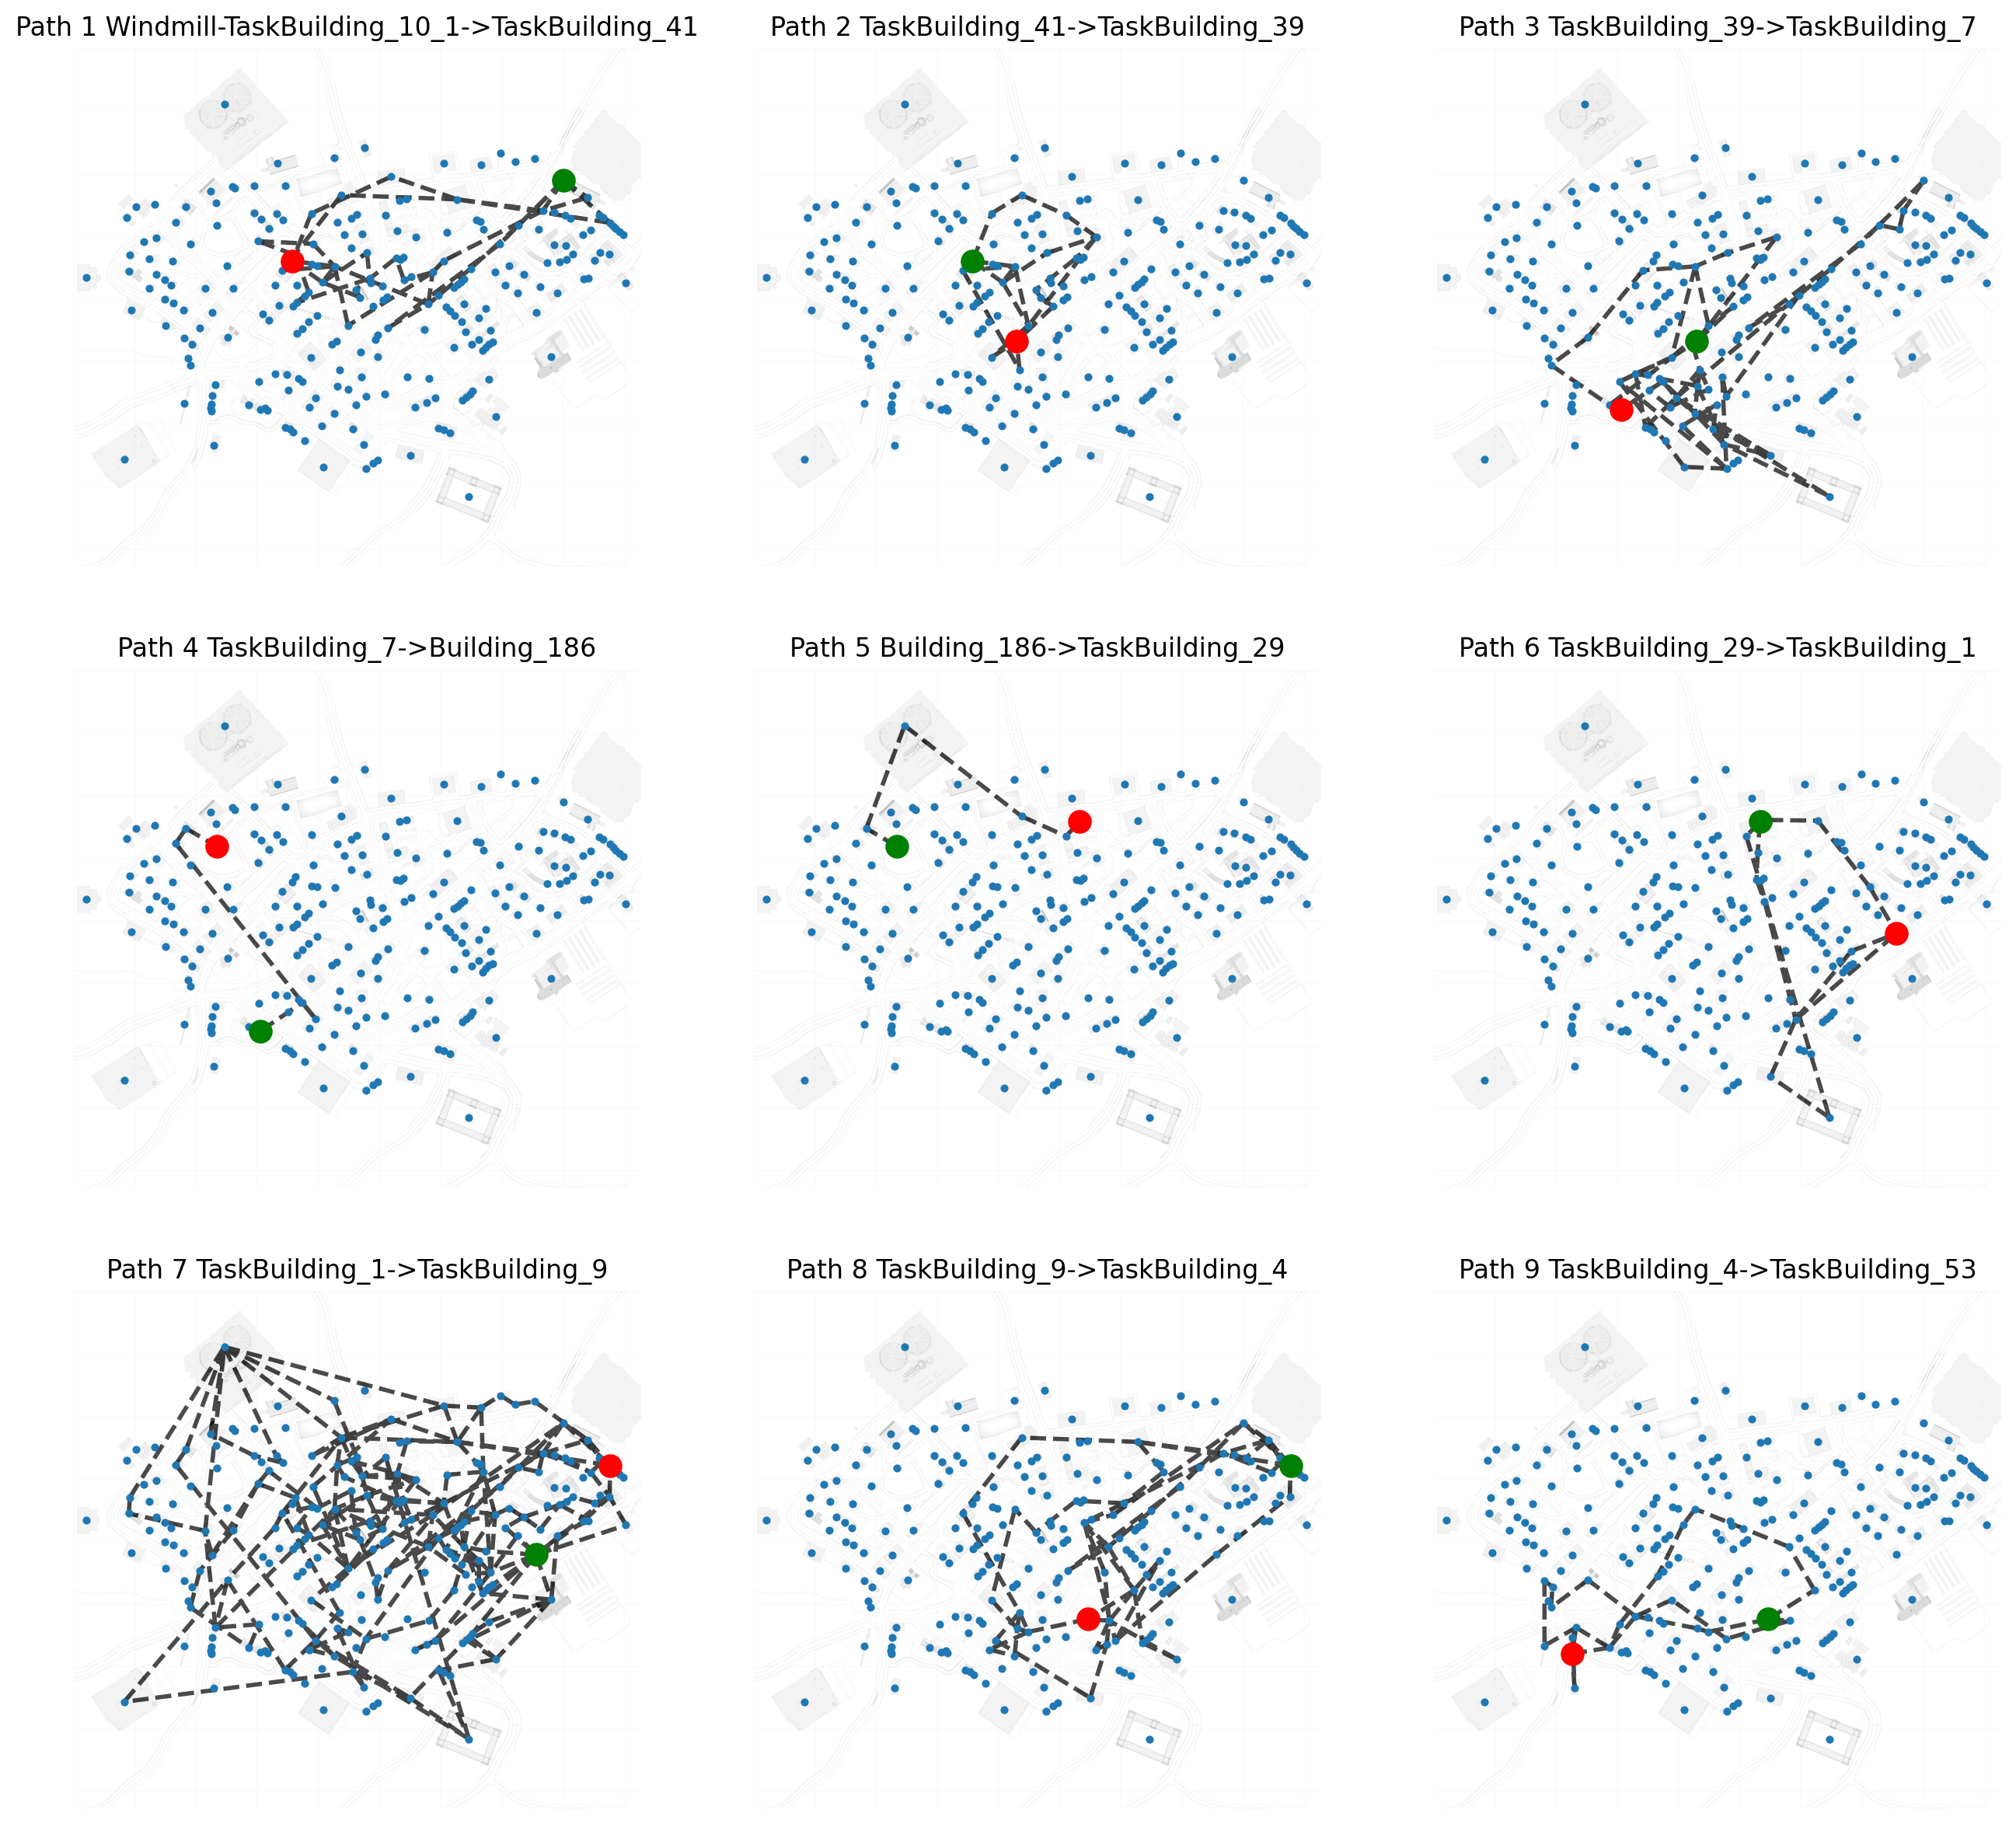 Path 1 Windmill-TaskBuilding_10_1->TaskBuilding_41
Path 2 TaskBuilding_41->TaskBuilding_39
Path 3 TaskBuilding_39->TaskBuilding_7
Path 4 TaskBuilding_7->Building_186
Path 5 Building_186->TaskBuilding_29
Path 6 TaskBuilding_29->TaskBuilding_1
Path 7 TaskBuilding_1->TaskBuilding_9
Path 8 TaskBuilding_9->TaskBuilding_4
Path 9 TaskBuilding_4->TaskBuilding_53